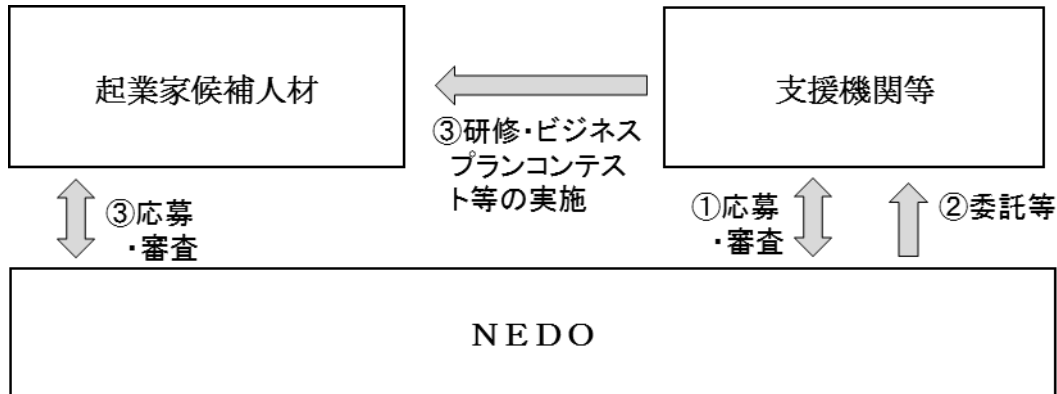 起業家候補人材
支援機関等
③研修・ビジネス
プランコンテス
ト等の実施
③応募
・審査
①応募
・審査
②委託等
NEDO